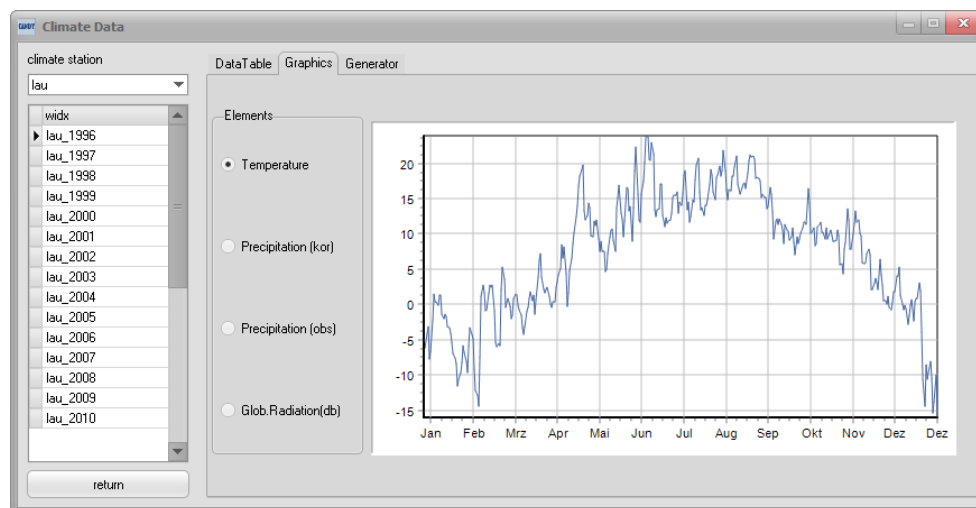 CANDY Climate Data
climate station
lau
widx
lau_1996
lau_1997
lau_1998
lau_1999
lau_2000
lau_2001
lau_2002
lau_2003
lau_2004
lau_2005
lau_2006
lau_2007
lau_2008
lau_2009
lau_2010
return
DataTable Graphics Generator
Elements
Temperature
Precipitation (kor)
Precipitation (obs)
Glob.Radiation(db)
20
15
10
5
0
-5
-10
-15
Jan Feb Mrz Apr Mai Jun Jul Aug Sep Okt Nov Dez Dez